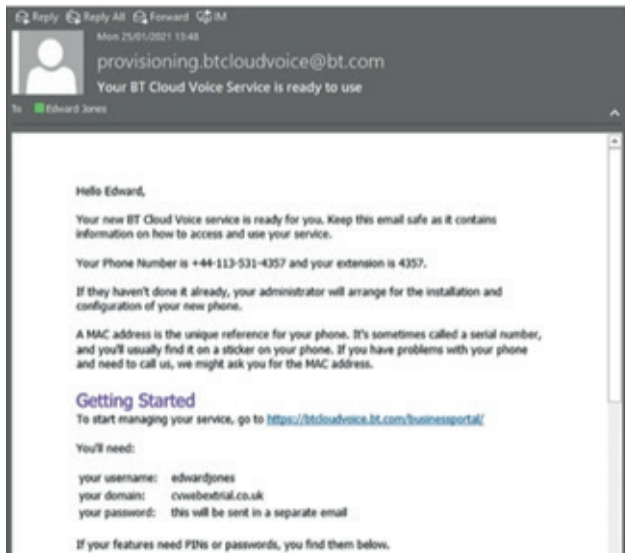 Reply Reply All Forward IM
Mon 25/01/2021 15:48
provisioning.btcloudvoice@bt.com
Your BT Cloud Voice Service is ready to use
To Edward Jones
Hello Edward,
Your new BT Cloud Voice service is ready for you. Keep this email safe as it contains
information on how to access and use your service.
Your Phone Number is +44-113-531-4357 and your extension is 4357.
If they haven't done it already, your administrator will arrange for the installation and
configuration of your new phone.
A MAC address is the unique reference for your phone. It's sometimes called a serial number,
and you'll usually find it on a sticker on your phone. If you have problems with your phone
and need to call us, we might ask you for the MAC address.
Getting Started
To start managing your service, go to https://btcloudvoice.bt.com/businessportal/
You'll need:
your username: edwardjones
your domain: cvwebextrial.co.uk
your password: this will be sent in a separate email
If your features need PINs or passwords, you find them below.